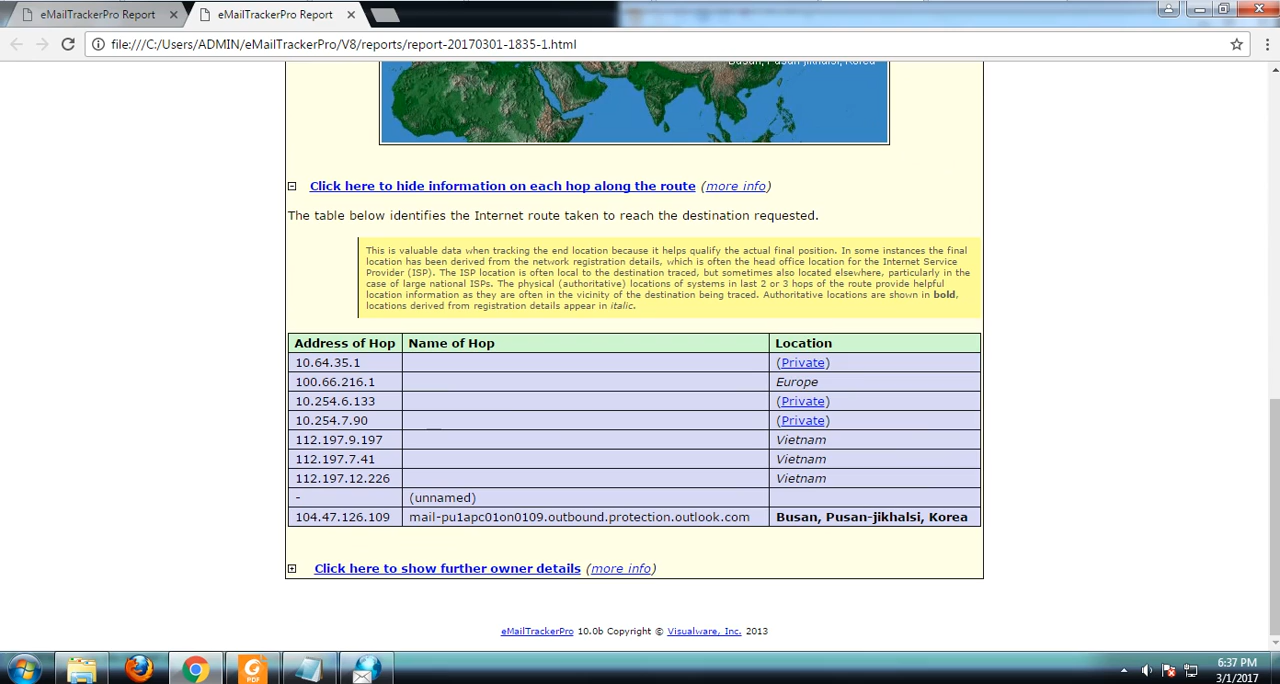 eMailTrackerPro Report
eMailTrackerPro Report
file:///C:/Users/ADMIN/eMailTrackerPro/V8/reports/report-20170301-1835-1.html
Busan, Pusan-jikhalsi, Korea
Click here to hide information on each hop along the route (more info)
The table below identifies the Internet route taken to reach the destination requested.
This is valuable data when tracking the end location because it helps qualify the actual final position. In some instances the final
location has been derived from the network registration details, which is often the head office location for the Internet Service
Provider (ISP). The ISP location is often local to the destination traced, but sometimes also located elsewhere, particularly in the
case of large national ISPs. The physical (authoritative) locations of systems in last 2 or 3 hops of the route provide helpful
location information as they are often in the vicinity of the destination being traced. Authoritative locations are shown in bold,
locations derived from registration details appear in italic.
Address of Hop Name of Hop Location
10.64.35.1 (Private)
100.66.216.1 Europe
10.254.6.133 (Private)
10.254.7.90 (Private)
112.197.9.197 Vietnam
112.197.7.41 Vietnam
112.197.12.226 Vietnam
- (unnamed)
104.47.126.109 mail-pu1apc01on0109.outbound.protection.outlook.com Busan, Pusan-jikhalsi, Korea
Click here to show further owner details (more info)
eMailTrackerPro 10.0b Copyright © Visualware, Inc. 2013
PDF
6:37 PM
3/1/2017